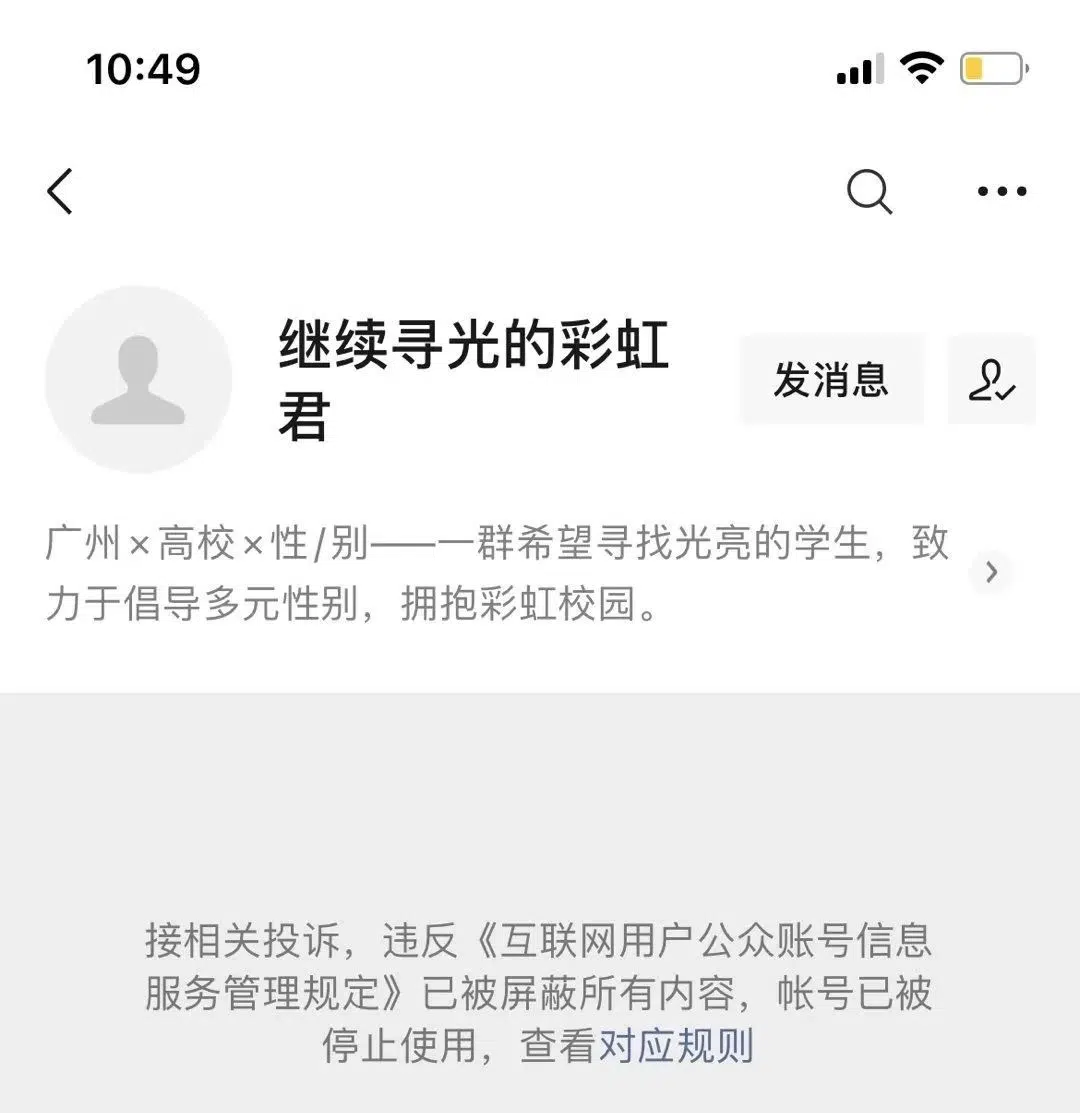 10:49
继续寻光的彩虹
君
发消息
广州×高校×性/别——一群希望寻找光亮的学生，致
力于倡导多元性别，拥抱彩虹校园。
接相关投诉，违反《互联网用户公众账号信息
服务管理规定》已被屏蔽所有内容，帐号已被
停止使用，查看对应规则